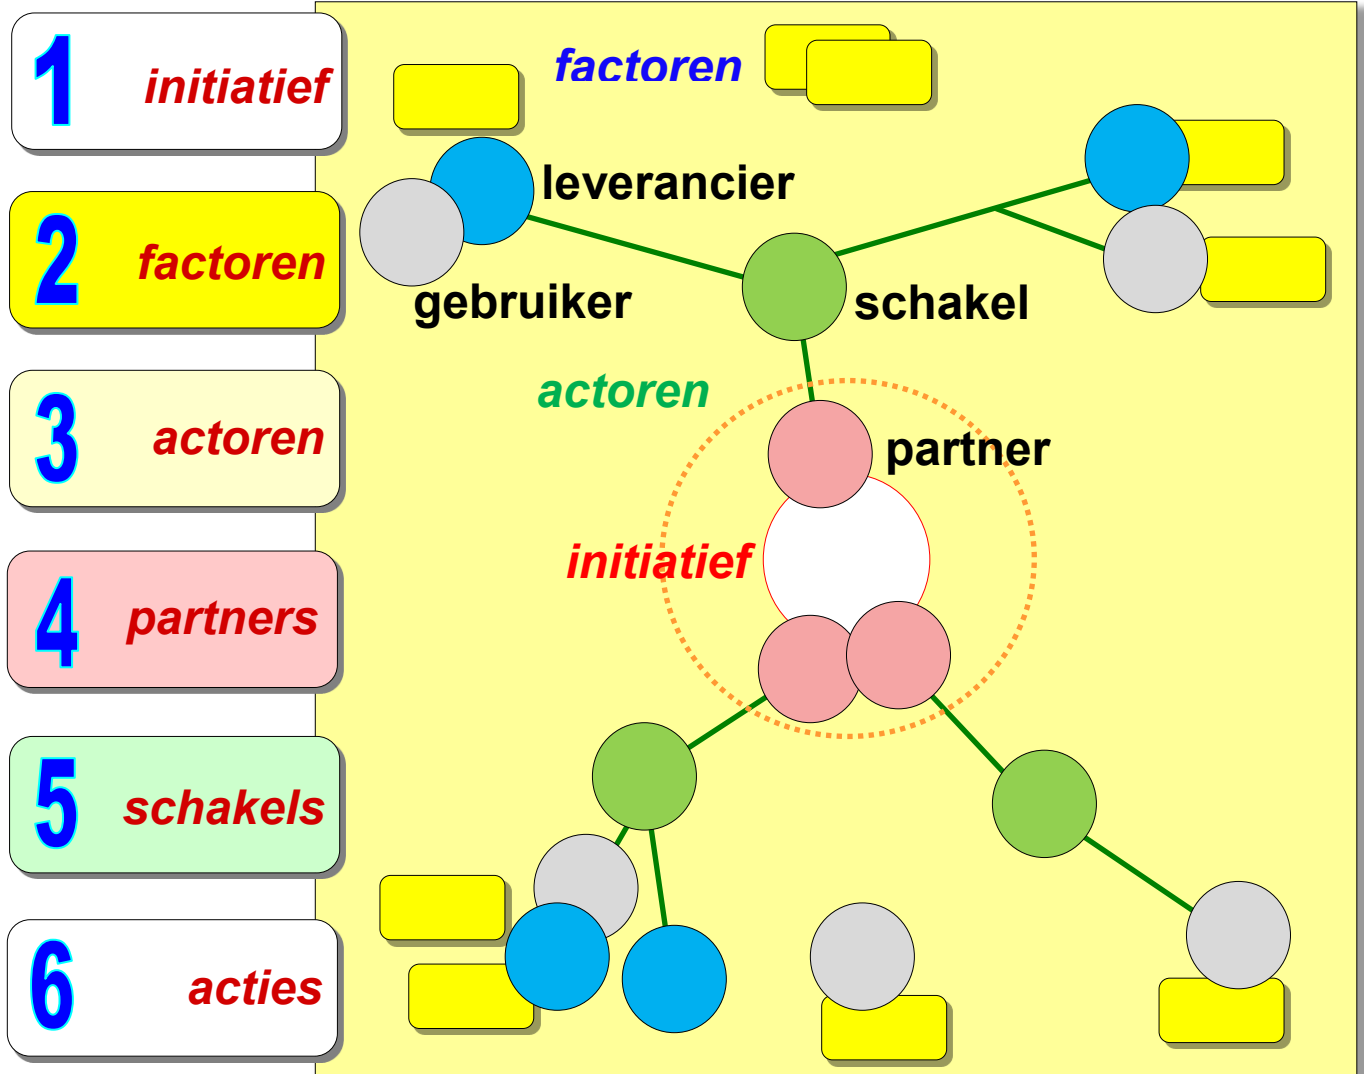 1 initiatief
2 factoren
3 actoren
4 partners
5 schakels
6 acties
factoren
leverancier
gebruiker
schakel
actoren
partner
initiatief